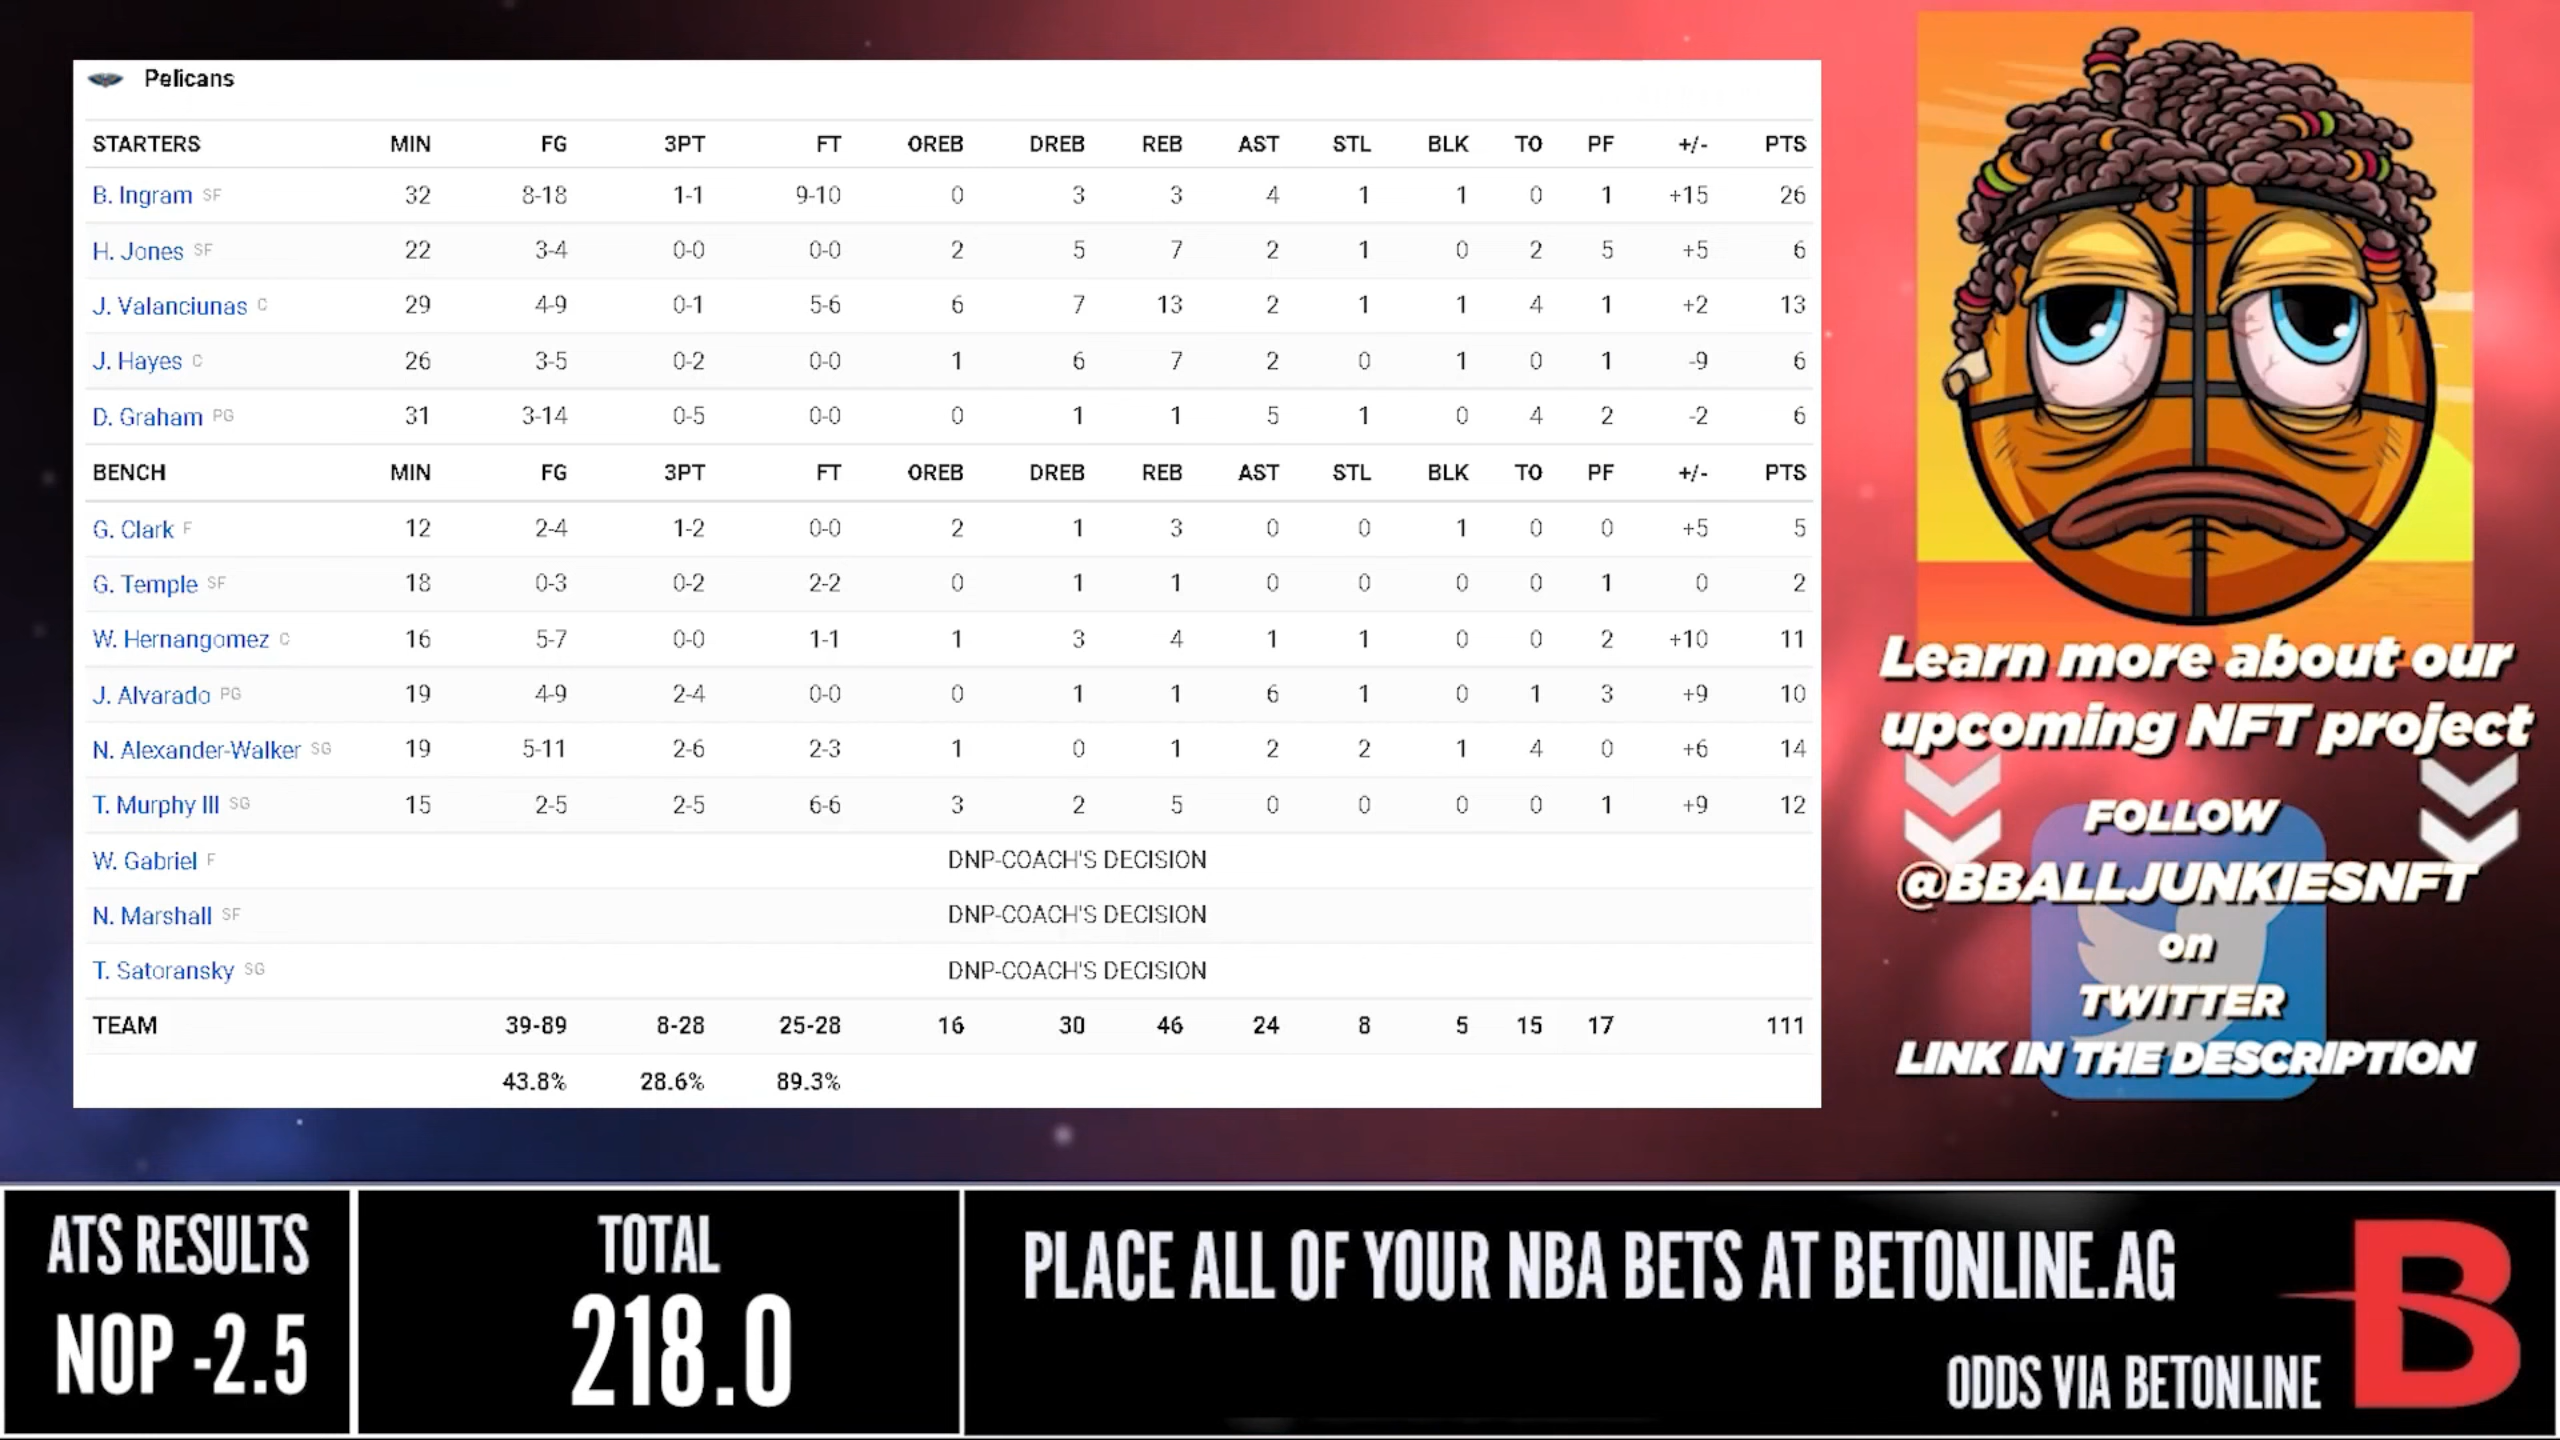 Pelicans
STARTERS MIN FG 3PT FT OREB DREB REB AST STL BLK TO PF +/- PTS
B. Ingram SF 32 8-18 1-1 9-10 0 3 3 4 1 1 0 1 +15 26
H. Jones SF 22 3-4 0-0 0-0 2 5 7 2 1 0 2 5 +5 6
J. Valanciunas C 29 4-9 0-1 5-6 6 7 13 2 1 1 4 1 +2 13
J. Hayes C 26 3-5 0-2 0-0 1 6 7 2 0 1 0 1 -9 6
D. Graham PG 31 3-14 0-5 0-0 0 1 1 5 1 0 4 2 -2 6
BENCH MIN FG 3PT FT OREB DREB REB AST STL BLK TO PF +/- PTS
G. Clark F 12 2-4 1-2 0-0 2 1 3 0 0 1 0 0 +5 5
G. Temple SF 18 0-3 0-2 2-2 0 1 1 0 0 0 0 1 0 2
W. Hernangomez C 16 5-7 0-0 1-1 1 3 4 1 1 0 0 2 +10 11
J. Alvarado PG 19 4-9 2-4 0-0 0 1 1 6 1 0 1 3 +9 10
N. Alexander-Walker SG 19 5-11 2-6 2-3 1 0 1 2 2 1 4 0 +6 14
T. Murphy III SG 15 2-5 2-5 6-6 3 2 5 0 0 0 0 1 +9 12
W. Gabriel F DNP-COACH'S DECISION
N. Marshall SF DNP-COACH'S DECISION
T. Satoransky SG DNP-COACH'S DECISION
TEAM 39-89 8-28 25-28 16 30 46 24 8 5 15 17 111
43.8% 28.6% 89.3%
Learn more about our
upcoming NFT project
FOLLOW
@BBALLJUNKIESNFT
on
TWITTER
LINK IN THE DESCRIPTION
ATS RESULTS
NOP -2.5
TOTAL
218.0
PLACE ALL OF YOUR NBA BETS AT BETONLINE.AG
ODDS VIA BETONLINE
B